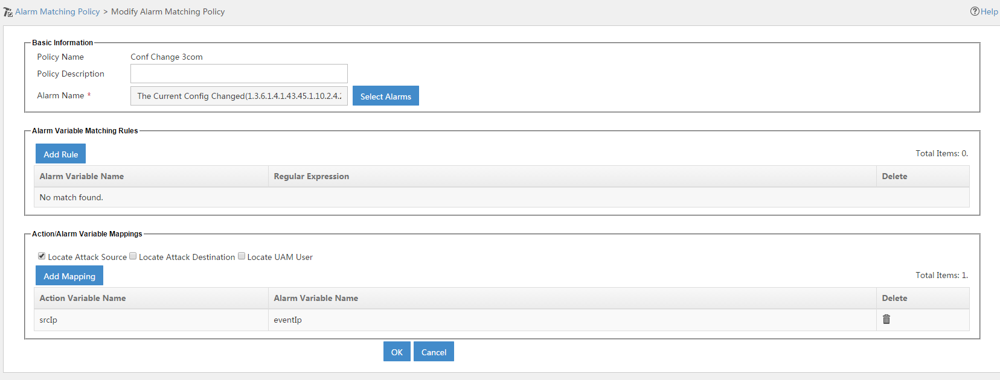 Alarm Matching Policy > Modify Alarm Matching Policy
Help
Basic Information
Policy Name Conf Change 3com
Policy Description
Alarm Name * The Current Config Changed(1.3.6.1.4.1.43.45.1.10.2.4.2 Select Alarms
Alarm Variable Matching Rules
Add Rule Total Items: 0.
Alarm Variable Name Regular Expression Delete
No match found.
Action/Alarm Variable Mappings
Locate Attack Source Locate Attack Destination Locate UAM User
Add Mapping Total Items: 1.
Action Variable Name Alarm Variable Name Delete
srcIp eventIp
OK Cancel